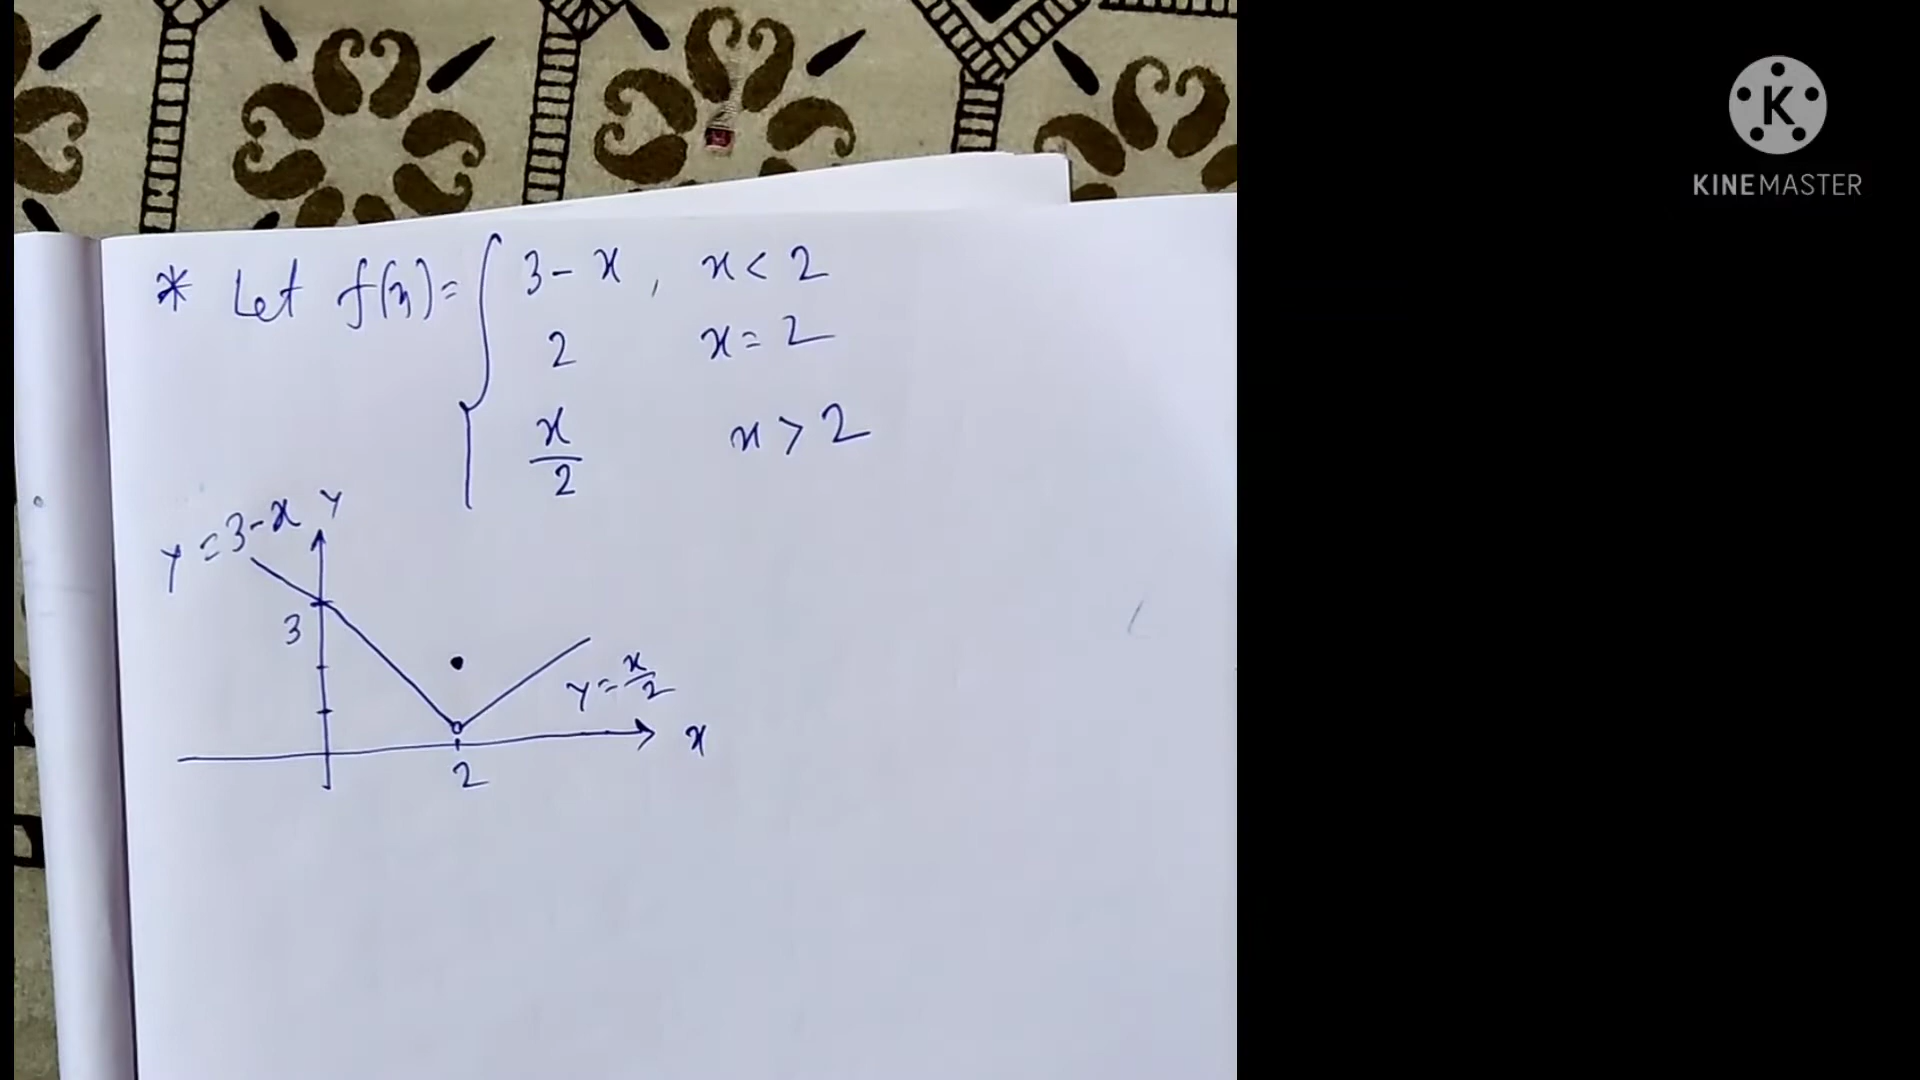 * Let f(x) = { 3 - x , x < 2
2 x = 2
x/2 x > 2
y = 3 - x Y
3
y = x/2
x
2
KINEMASTER